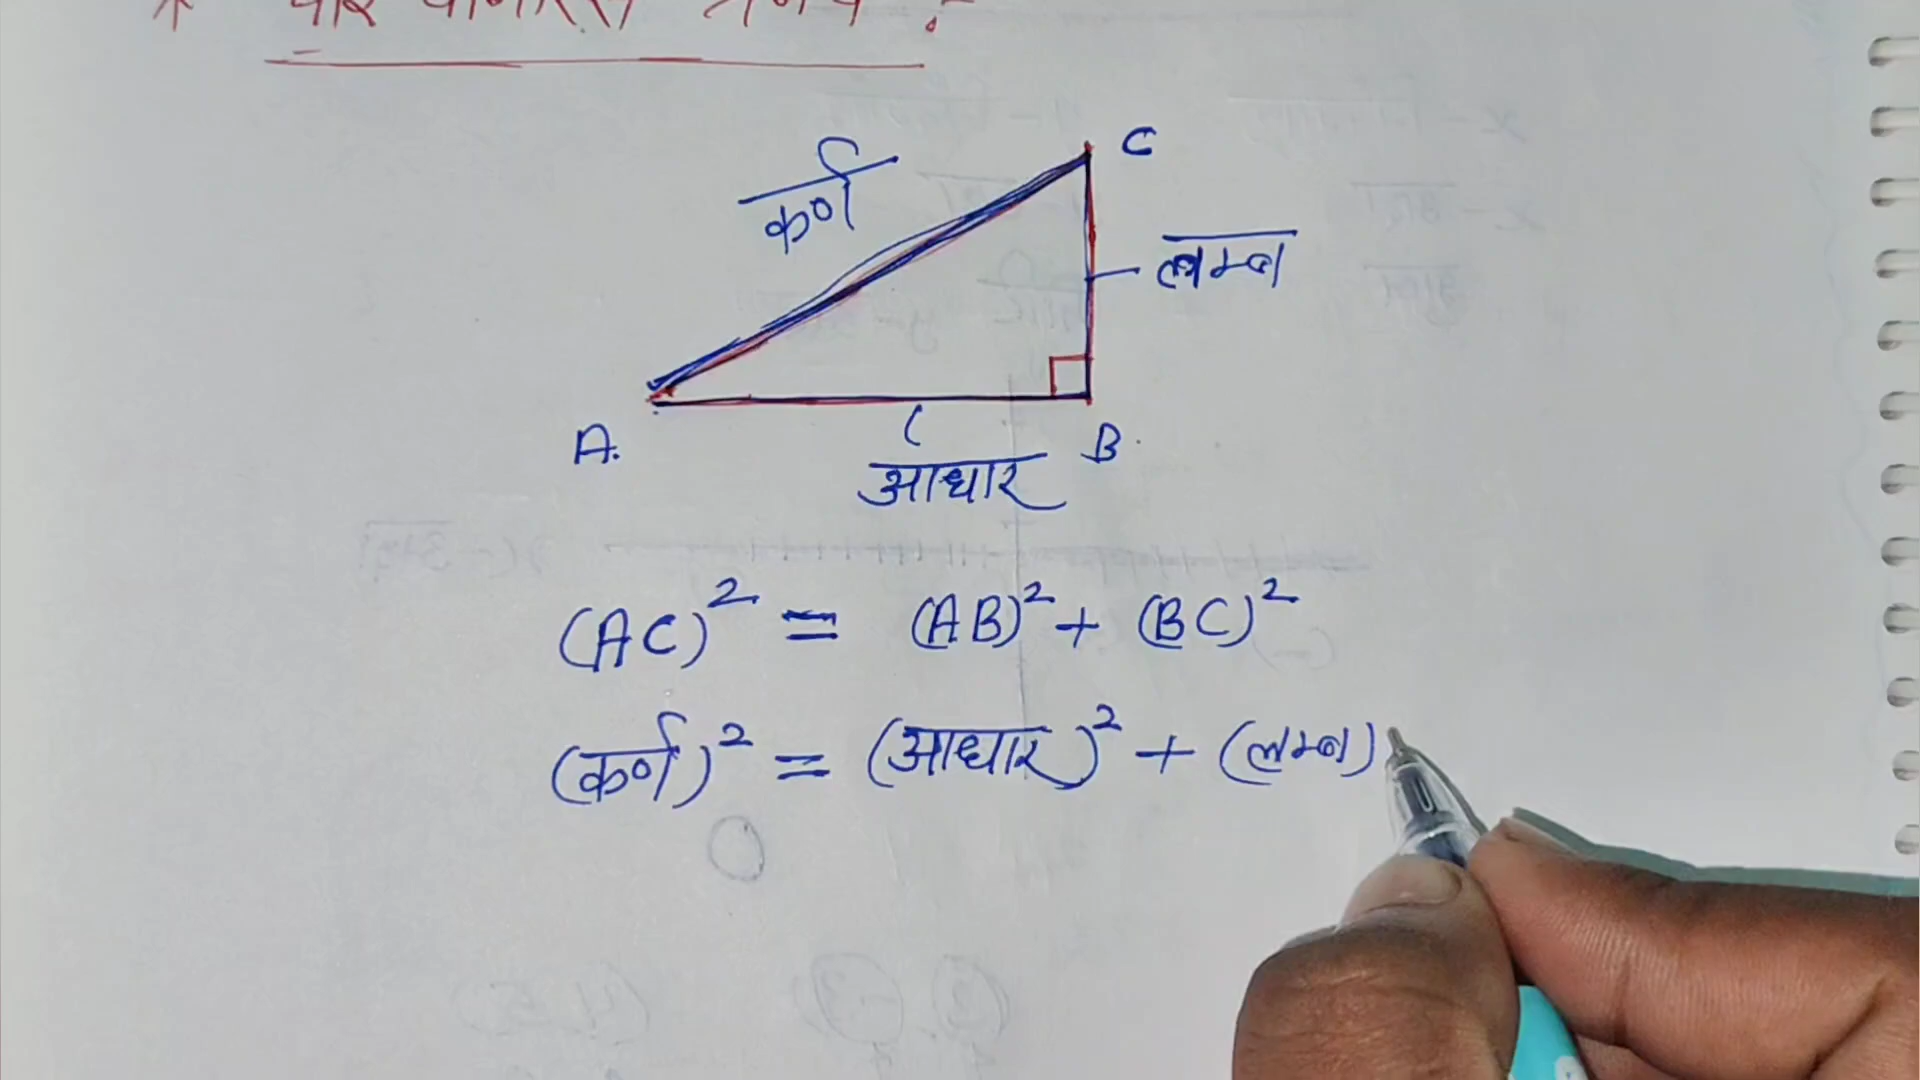 C
कर्ण
लम्ब
A.
B
आधार
(AC)² = (AB)² + (BC)²
(कर्ण)² = (आधार)² + (लम्ब)